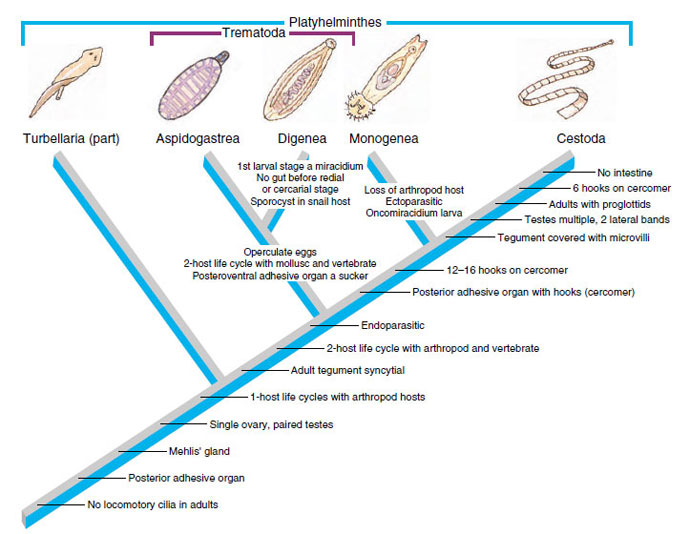 Platyhelminthes
Trematoda
Turbellaria (part)
Aspidogastrea
Digenea
Monogenea
Cestoda
1st larval stage a miracidium
No gut before redial
or cercarial stage
Sporocyst in snail host
Loss of arthropod host
Ectoparasitic
Oncomiracidium larva
No intestine
6 hooks on cercomer
Adults with proglottids
Testes multiple, 2 lateral bands
Tegument covered with microvilli
Operculate eggs
2-host life cycle with mollusc and vertebrate
Posteroventral adhesive organ a sucker
12–16 hooks on cercomer
Posterior adhesive organ with hooks (cercomer)
Endoparasitic
2-host life cycle with arthropod and vertebrate
Adult tegument syncytial
1-host life cycles with arthropod hosts
Single ovary, paired testes
Mehlis' gland
Posterior adhesive organ
No locomotory cilia in adults